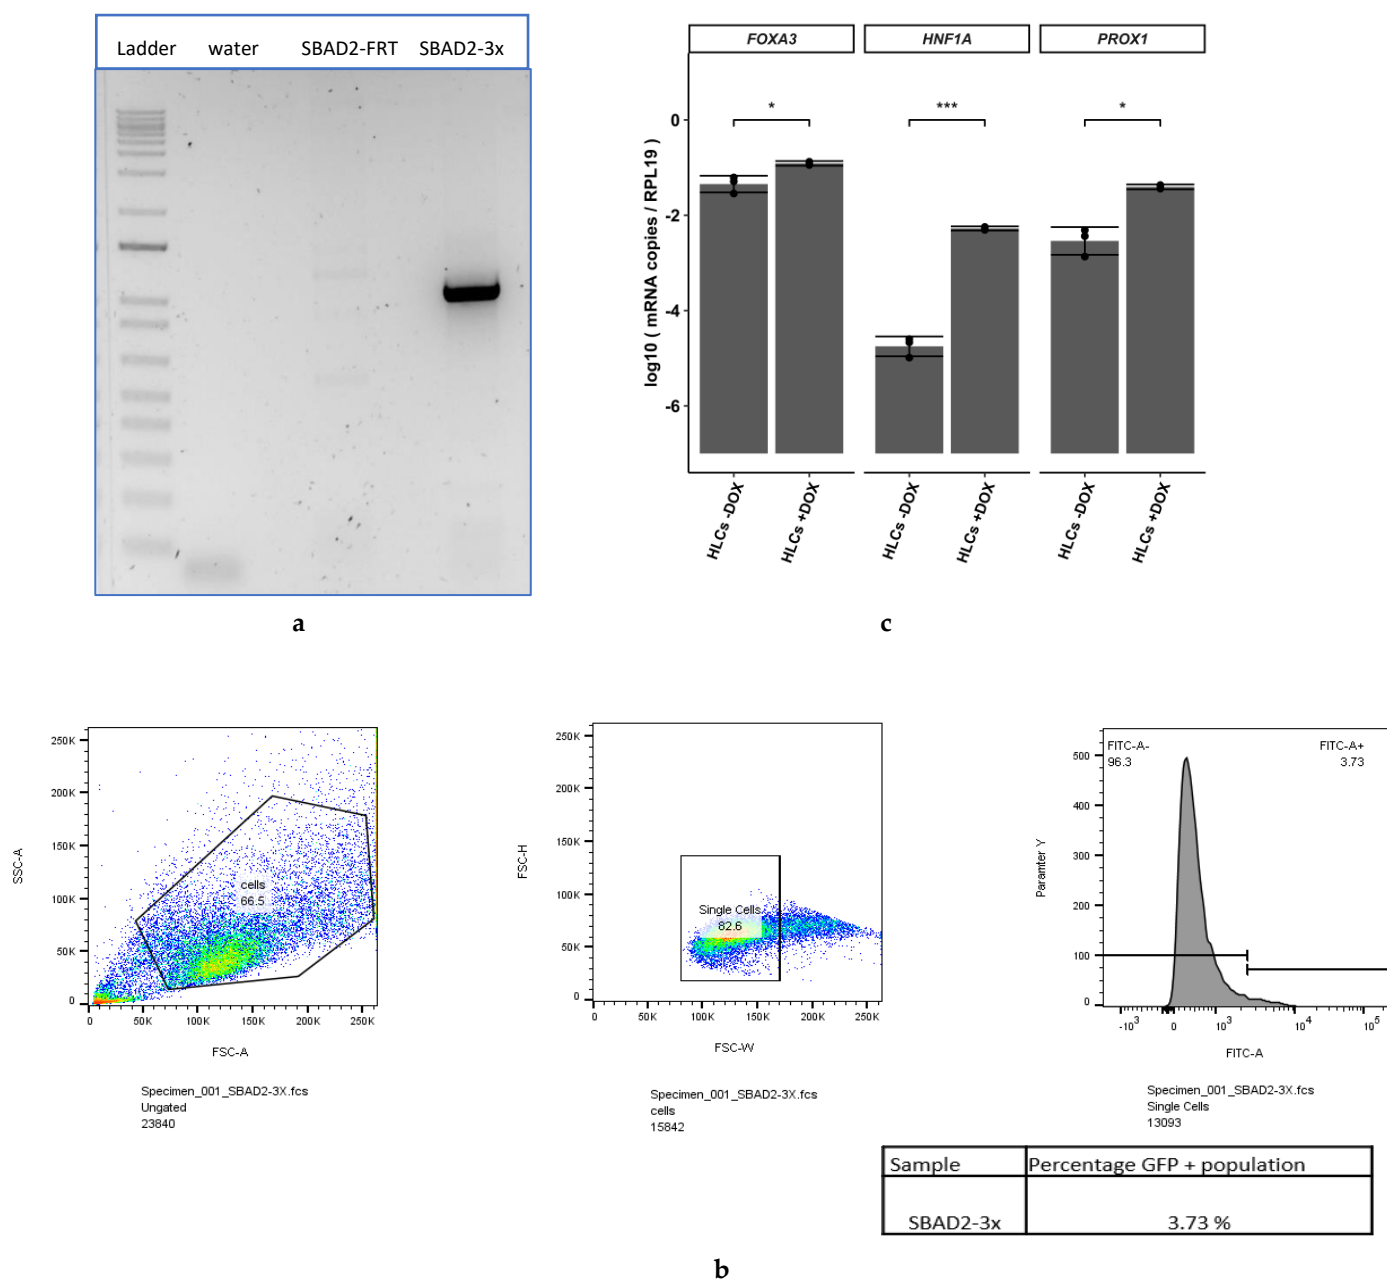 Ladder water SBAD2-FRT SBAD2-3x
a
FOXA3 HNF1A PROX1
* *** *
log10 ( mRNA copies / RPL19 )
0
-2
-4
-6
HLCs -DOX HLCs +DOX HLCs -DOX HLCs +DOX HLCs -DOX HLCs +DOX
c
SSC-A
250K
200K
150K
100K
50K
0
cells
66.5
0 50K 100K 150K 200K 250K
FSC-A
Specimen_001_SBAD2-3X.fcs
Ungated
23840
FSC-H
250K
200K
150K
100K
50K
0
Single Cells
82.6
0 50K 100K 150K 200K 250K
FSC-W
Specimen_001_SBAD2-3X.fcs
cells
15842
Paramter Y
500
400
300
200
100
0
FITC-A- FITC-A+
96.3 3.73
-10³ 0 10³ 10⁴ 10⁵
FITC-A
Specimen_001_SBAD2-3X.fcs
Single Cells
13093
Sample Percentage GFP + population
SBAD2-3x 3.73 %
b